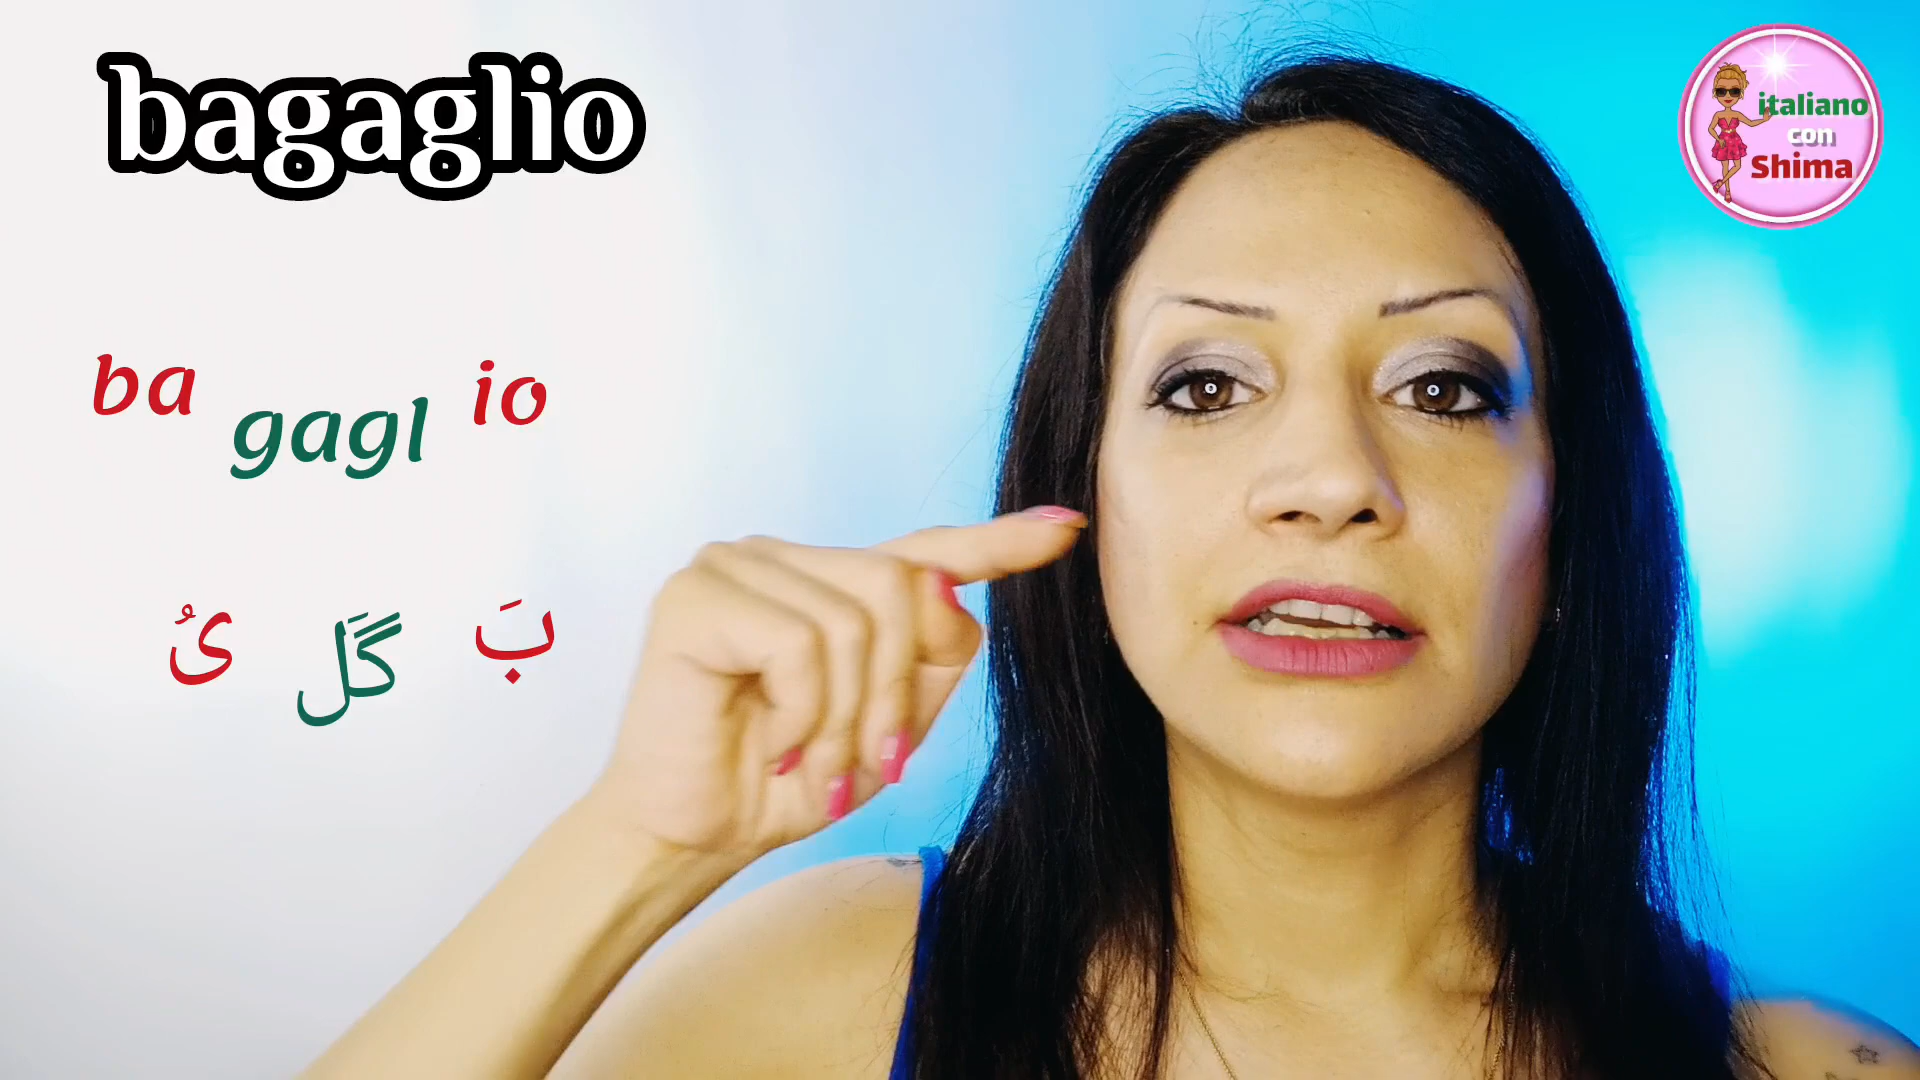 bagaglio
italiano
con
Shima
ba gagl io
بَ گَل ىُ